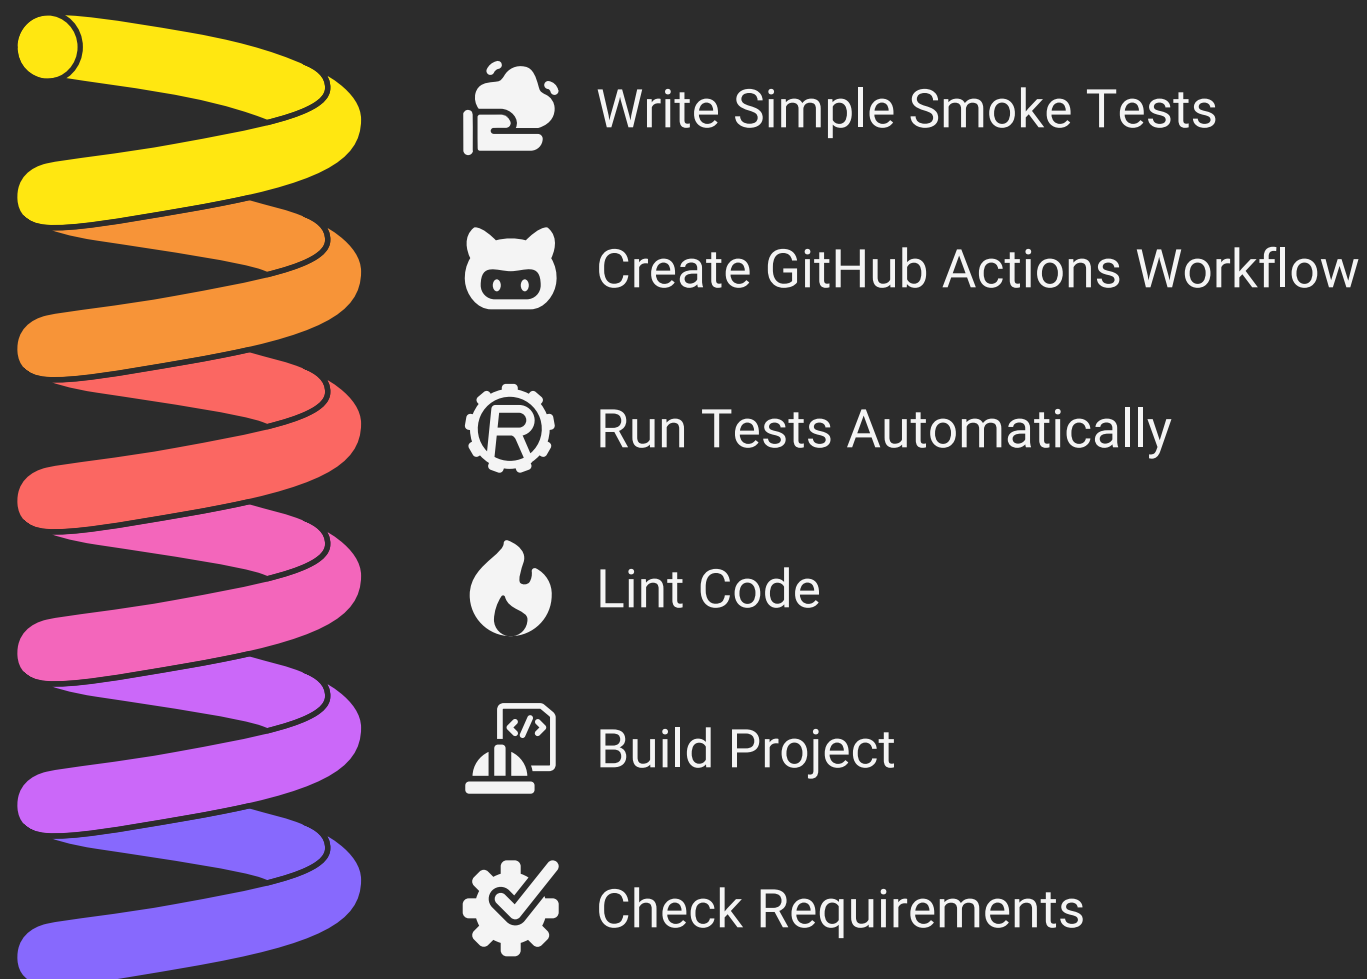 Write Simple Smoke Tests
Create GitHub Actions Workflow
Run Tests Automatically
Lint Code
Build Project
Check Requirements